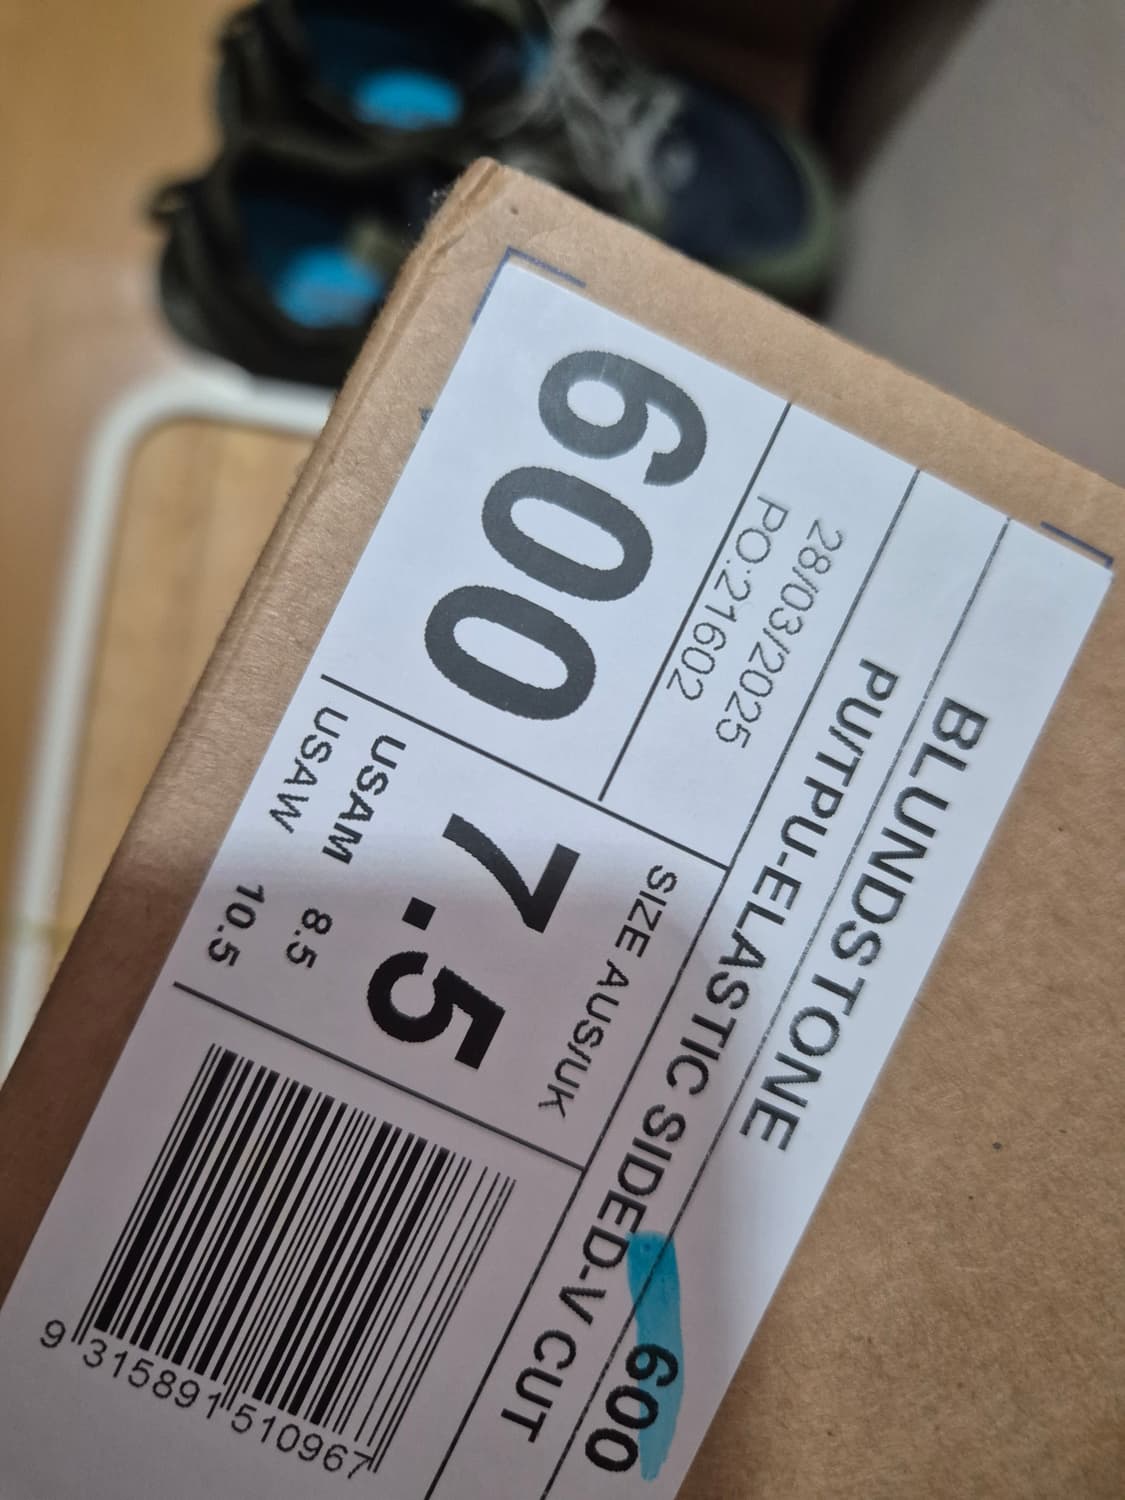 BLUNDSTONE 600
PU/TPU-ELASTIC SIDED-V CUT
28/03/2025
PO:21602
600
SIZE AUS/UK
7.5
USAM 8.5
USAW 10.5
9 315891 510967